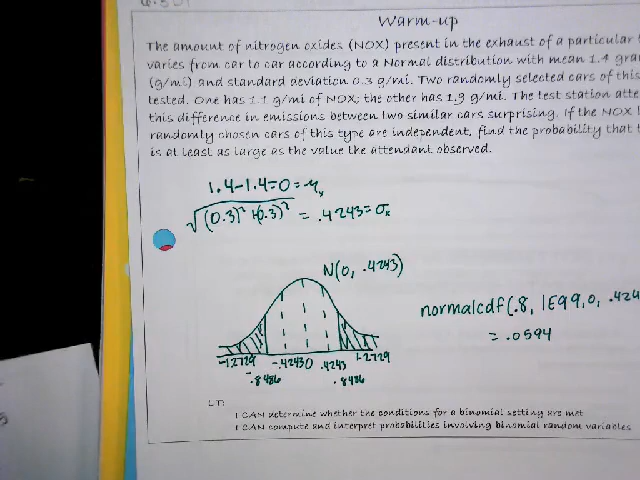 Warm-up
The amount of nitrogen oxides (NOX) present in the exhaust of a particular
varies from car to car according to a Normal distribution with mean 1.4 gra
(g/mi) and standard deviation 0.3 g/mi. Two randomly selected cars of this
tested. One has 1.1 g/mi of NOX; the other has 1.9 g/mi. The test station atte
this difference in emissions between two similar cars surprising. If the NOX l
randomly chosen cars of this type are independent, find the probability that t
is at least as large as the value the attendant observed.
1.4-1.4=0=μx
√(0.3)²+(0.3)² = .4243=σx
N(0, .4243)
normalcdf(.8, 1E99, 0, .424
= .0594
-1.2729 -.4243 0 .4243 1.2729
-.8486 .8486
LT:
I CAN determine whether the conditions for a binomial setting are met
I CAN compute and interpret probabilities involving binomial random variables